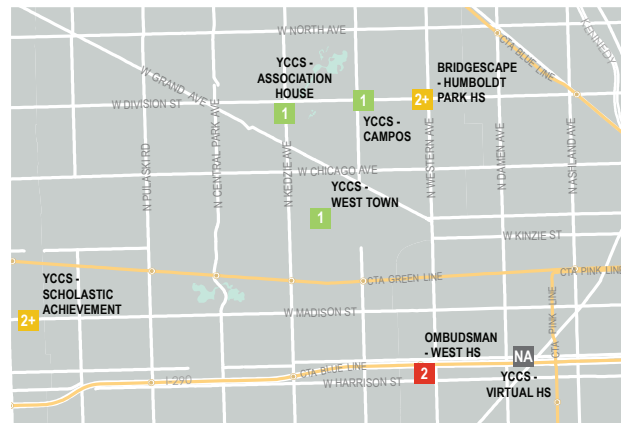 W NORTH AVE
KENNEDY
CTA BLUE LINE
YCCS -
ASSOCIATION
HOUSE
BRIDGESCAPE
- HUMBOLDT
PARK HS
W GRAND AVE
W DIVISION ST
1
1
2+
YCCS -
CAMPOS
N PULASKI RD
N CENTRAL PARK AVE
N KEDZIE AVE
N WESTERN AVE
N DAMEN AVE
N ASHLAND AVE
W CHICAGO AVE
YCCS -
WEST TOWN
1
W KINZIE ST
CTA GREEN LINE
CTA PINK LINE
YCCS -
SCHOLASTIC
ACHIEVEMENT
2+
W MADISON ST
CTA PINK LINE
OMBUDSMAN
- WEST HS
NA
2
CTA BLUE LINE
I-290
W HARRISON ST
YCCS -
VIRTUAL HS